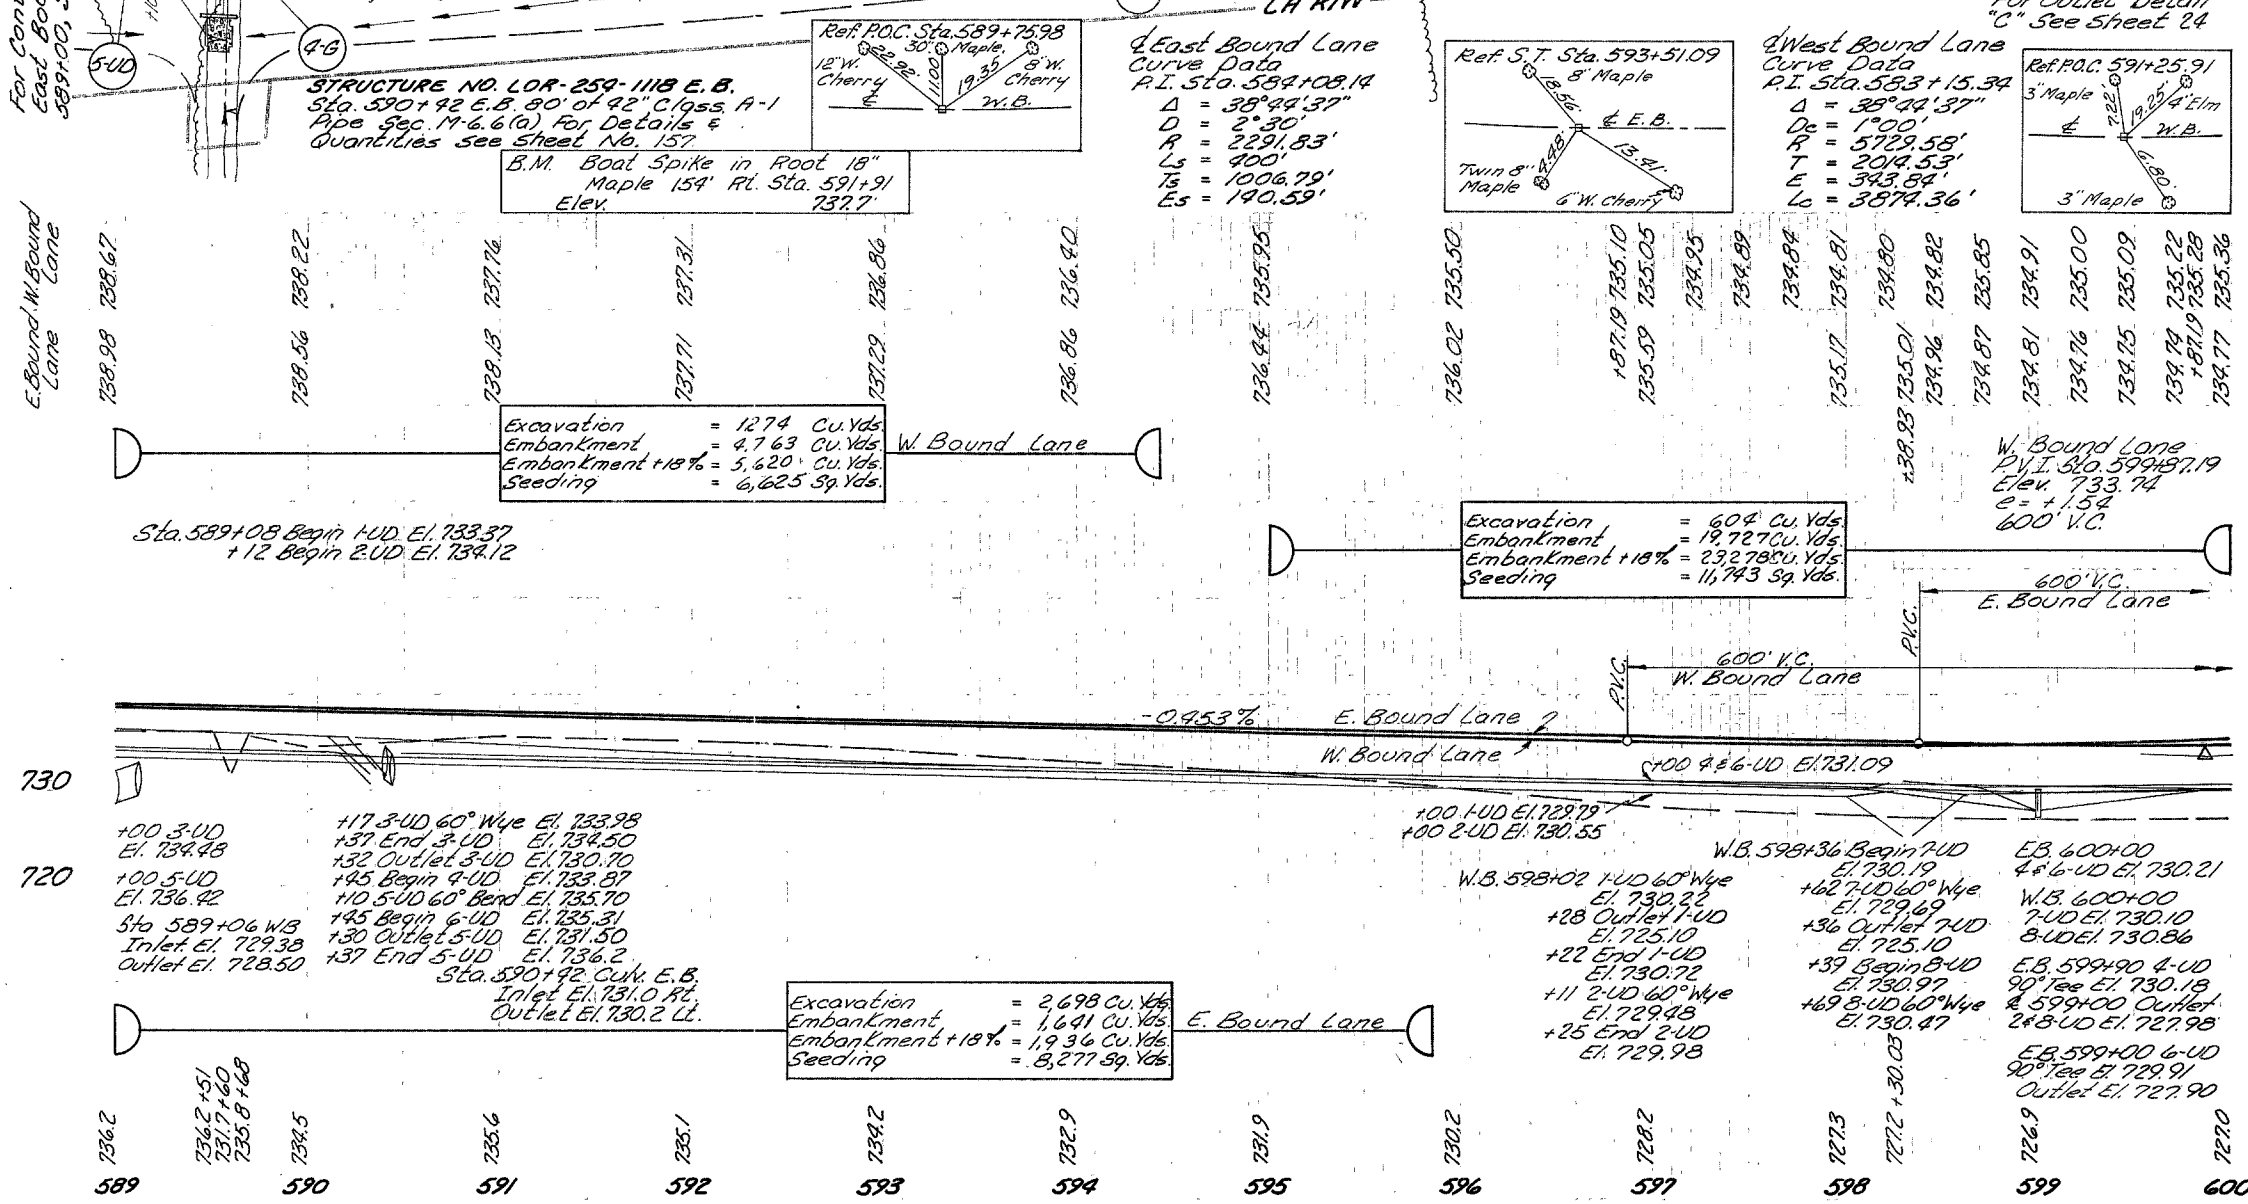 For Outlet Detail
"C" See Sheet 24
LA R/W
5-UD
4-G
STRUCTURE NO. LOR-254-1118 E.B.
Sta. 590+42 E.B. 80' of 42" Class. A-1
Pipe Sec. M-6.6(a) For Details &
Quantities See Sheet No. 157
Ref. P.O.C. Sta. 589+75.98
30" Maple.
12" W. Cherry
8" W. Cherry
22.92'
11.00'
19.35'
℄
W.B.
B.M. Boat Spike in Root 18"
Maple 154' Rt. Sta. 591+91
Elev. 737.7'
℄ East Bound Lane
Curve Data
P.I. Sta. 584+08.14
Δ = 38°44'37"
D = 2°30'
R = 2291.83'
Ls = 400'
Ts = 1006.79'
Es = 140.59'
Ref. S.T. Sta. 593+51.09
8" Maple
18.56'
℄ E.B.
4.48'
13.41'
Twin 8" Maple
6" W. Cherry
℄ West Bound Lane
Curve Data
P.I. Sta. 583+15.34
Δ = 38°44'37"
Dc = 1°00'
R = 5729.58'
T = 2014.53'
E = 343.84'
Lc = 3874.36'
Ref. P.O.C. 591+25.91
3" Maple
7.22'
19.25'
4" Elm
℄
W.B.
6.80'
3" Maple
E. Bound Lane
W. Bound Lane
738.67 738.22 737.76 737.31 736.86 736.40 735.95 735.50 +87.19 735.10 735.05 734.95 734.89 734.84 734.81 734.80 734.82 735.85 734.91 735.00 735.09 735.22 +87.19 735.28 735.36
738.98 738.56 738.13 737.71 737.29 736.86 736.44 736.02 735.59 735.17 +38.93 735.01 734.96 734.87 734.81 734.76 734.75 734.74 734.77
Excavation = 1274 Cu. Yds.
Embankment = 4,763 Cu. Yds.
Embankment +18% = 5,620 Cu. Yds.
Seeding = 6,625 Sq. Yds.
W. Bound Lane
W. Bound Lane
P.V.I. Sta. 599+87.19
Elev. 733.74
e = +1.54
600' V.C.
Sta. 589+08 Begin 1-UD El. 733.37
+12 Begin 2-UD El. 734.12
Excavation = 604 Cu. Yds.
Embankment = 19,727 Cu. Yds.
Embankment +18% = 23,278 Cu. Yds.
Seeding = 11,743 Sq. Yds.
600' V.C.
E. Bound Lane
P.V.C.
600' V.C.
W. Bound Lane
P.V.C.
-0.453%
E. Bound Lane
W. Bound Lane
+00 4 & 6-UD El. 731.09
730
720
+00 3-UD
El. 734.48
+00 5-UD
El. 736.42
Sta 589+06 WB
Inlet El. 729.38
Outlet El. 728.50
+17 3-UD 60° Wye El. 733.98
+37 End 3-UD El. 734.50
+32 Outlet 3-UD El. 730.70
+45 Begin 4-UD El. 733.87
+10 5-UD 60° Bend El. 735.70
+45 Begin 6-UD El. 735.31
+30 Outlet 5-UD El. 731.50
+37 End 5-UD El. 736.2
Sta. 590+42 Culv. E.B.
Inlet El. 731.0 Rt.
Outlet El. 730.2 Lt.
+00 1-UD El. 729.79
+00 2-UD El. 730.55
W.B. 598+02 1-UD 60° Wye
El. 730.22
+28 Outlet 1-UD
El. 725.10
+22 End 1-UD
El. 730.72
+11 2-UD 60° Wye
El. 729.48
+25 End 2-UD
El. 729.98
W.B. 598+36 Begin 7-UD
El. 730.19
+62 7-UD 60° Wye
El. 729.69
+36 Outlet 7-UD
El. 725.10
+39 Begin 8-UD
El. 730.97
+69 8-UD 60° Wye
El. 730.47
E.B. 600+00
4 & 6-UD El. 730.21
W.B. 600+00
7-UD El. 730.10
8-UD El. 730.86
E.B. 599+90 4-UD
90° Tee El. 730.18
℄ 599+00 Outlet
2 & 8-UD El. 727.98
E.B. 599+00 6-UD
90° Tee El. 729.91
Outlet El. 727.90
Excavation = 2,698 Cu. Yds.
Embankment = 1,641 Cu. Yds.
Embankment +18% = 1,936 Cu. Yds.
Seeding = 8,277 Sq. Yds.
E. Bound Lane
736.2 736.2 +51 731.7 +60 735.8 +68 734.5 735.6 735.1 734.2 732.9 731.9 730.2 728.2 727.3 727.2 +30.03 726.9 727.0
589 590 591 592 593 594 595 596 597 598 599 600